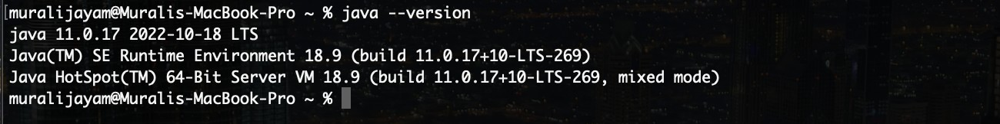 [muralijayam@Muralis-MacBook-Pro ~ % java --version
java 11.0.17 2022-10-18 LTS
Java(TM) SE Runtime Environment 18.9 (build 11.0.17+10-LTS-269)
Java HotSpot(TM) 64-Bit Server VM 18.9 (build 11.0.17+10-LTS-269, mixed mode)
muralijayam@Muralis-MacBook-Pro ~ %